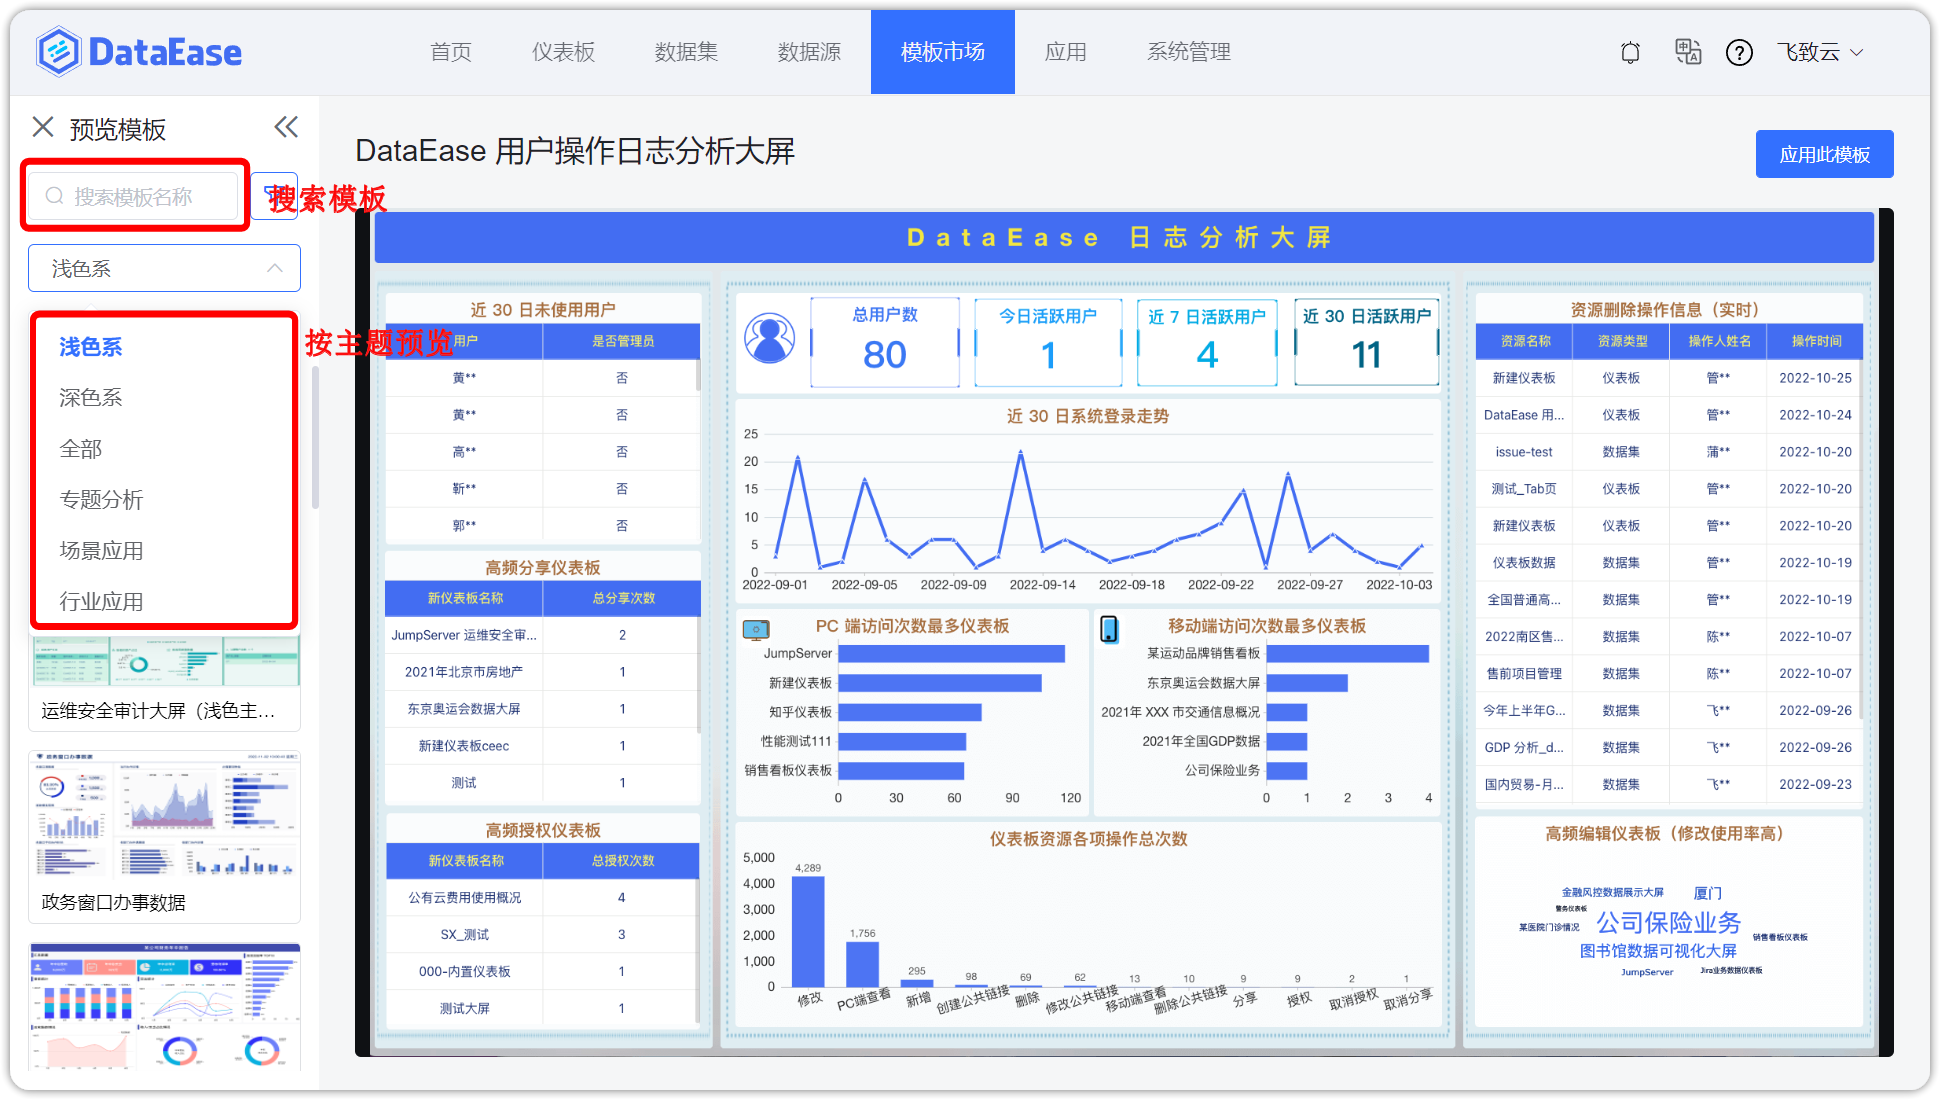 DataEase
首页
仪表板
数据集
数据源
模板市场
应用
系统管理
飞致云
预览模板
搜索模板名称
搜索模板
浅色系
浅色系
深色系
全部
专题分析
场景应用
行业应用
按主题预览
运维安全审计大屏（浅色主...
政务窗口办事数据
政务窗口办事数据
DataEase 用户操作日志分析大屏
应用此模板
DataEase 日志分析大屏
近 30 日未使用用户
用户 是否管理员
黄** 否
黄** 否
高** 否
靳** 否
郭** 否
高频分享仪表板
新仪表板名称 总分享次数
JumpServer 运维安全审... 2
2021年北京市房地产 1
东京奥运会数据大屏 1
新建仪表板ceec 1
测试 1
高频授权仪表板
新仪表板名称 总授权次数
公有云费用使用概况 4
SX_测试 3
000-内置仪表板 1
测试大屏 1
总用户数
80
今日活跃用户
1
近 7 日活跃用户
4
近 30 日活跃用户
11
近 30 日系统登录走势
25
20
15
10
5
0
2022-09-01 2022-09-05 2022-09-09 2022-09-14 2022-09-18 2022-09-22 2022-09-27 2022-10-03
PC 端访问次数最多仪表板
JumpServer
新建仪表板
知乎仪表板
性能测试111
销售看板仪表板
0 30 60 90 120
移动端访问次数最多仪表板
某运动品牌销售看板
东京奥运会数据大屏
2021年 XXX 市交通信息概况
2021年全国GDP数据
公司保险业务
0 1 2 3 4
仪表板资源各项操作总次数
5,000
4,000
3,000
2,000
1,000
0
4,289 1,756 295 98 69 62 13 10 9 9 2 1
修改 PC端查看 新增 创建公共链接 删除 修改公共链接 移动端查看 删除公共链接 分享 授权 取消授权 取消分享
资源删除操作信息（实时）
资源名称 资源类型 操作人姓名 操作时间
新建仪表板 仪表板 管** 2022-10-25
DataEase 用... 仪表板 管** 2022-10-24
issue-test 数据集 蒲** 2022-10-20
测试_Tab页 仪表板 管** 2022-10-20
新建仪表板 仪表板 管** 2022-10-20
仪表板数据 数据集 管** 2022-10-19
全国普通高... 数据集 管** 2022-10-19
2022南区售... 数据集 陈** 2022-10-07
售前项目管理 数据集 陈** 2022-10-07
今年上半年G... 数据集 飞** 2022-09-26
GDP 分析_d... 数据集 飞** 2022-09-26
国内贸易-月... 数据集 飞** 2022-09-23
高频编辑仪表板（修改使用率高）
金融风控数据展示大屏 厦门
警务仪表板
某医院门诊情况 公司保险业务 销售看板仪表板
图书馆数据可视化大屏
JumpServer Jira业务数据仪表板